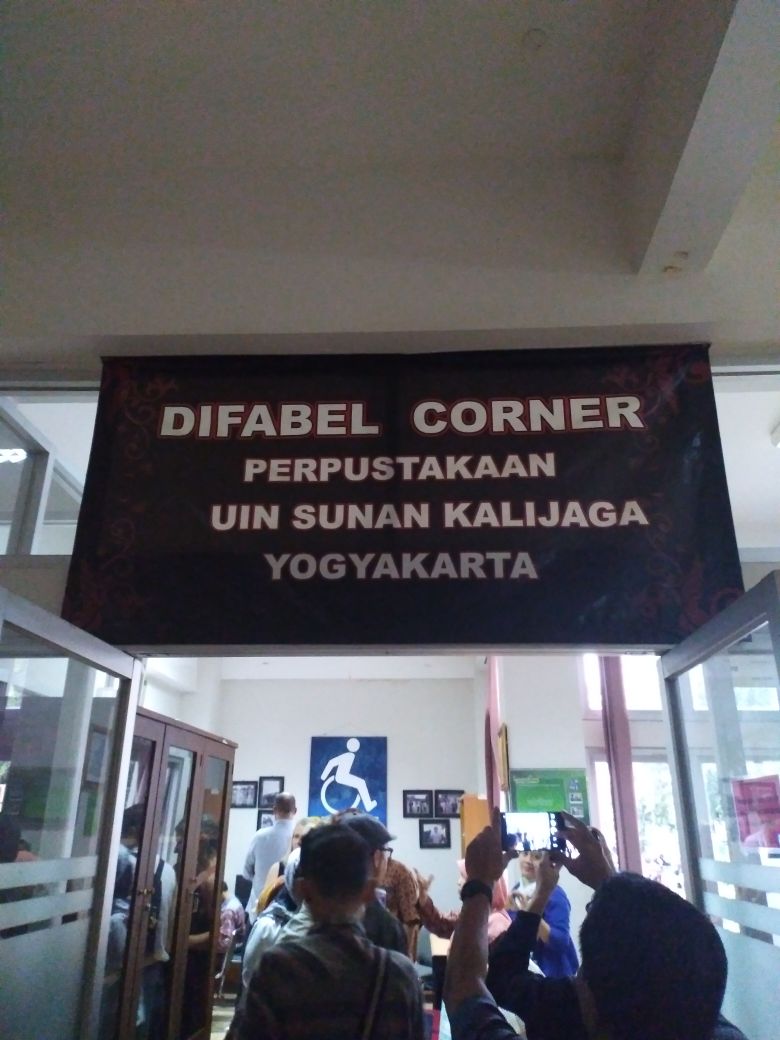 DIFABEL CORNER
PERPUSTAKAAN
UIN SUNAN KALIJAGA
YOGYAKARTA